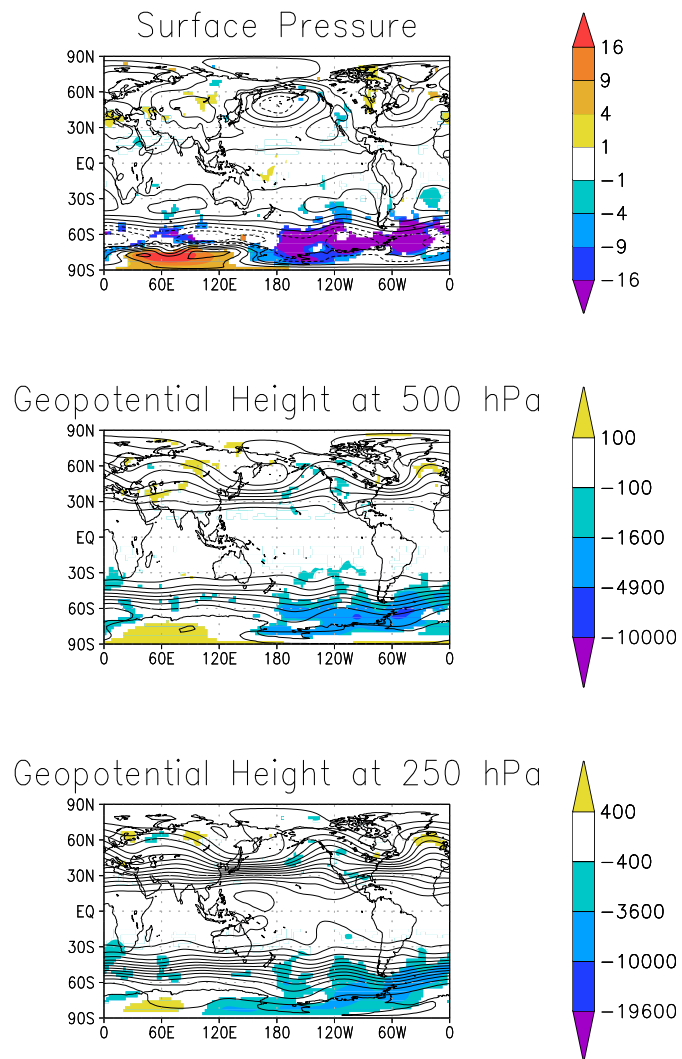 Surface Pressure
90N
60N
30N
EQ
30S
60S
90S
0 60E 120E 180 120W 60W 0
16
9
4
1
−1
−4
−9
−16
Geopotential Height at 500 hPa
90N
60N
30N
EQ
30S
60S
90S
0 60E 120E 180 120W 60W 0
100
−100
−1600
−4900
−10000
Geopotential Height at 250 hPa
90N
60N
30N
EQ
30S
60S
90S
0 60E 120E 180 120W 60W 0
400
−400
−3600
−10000
−19600